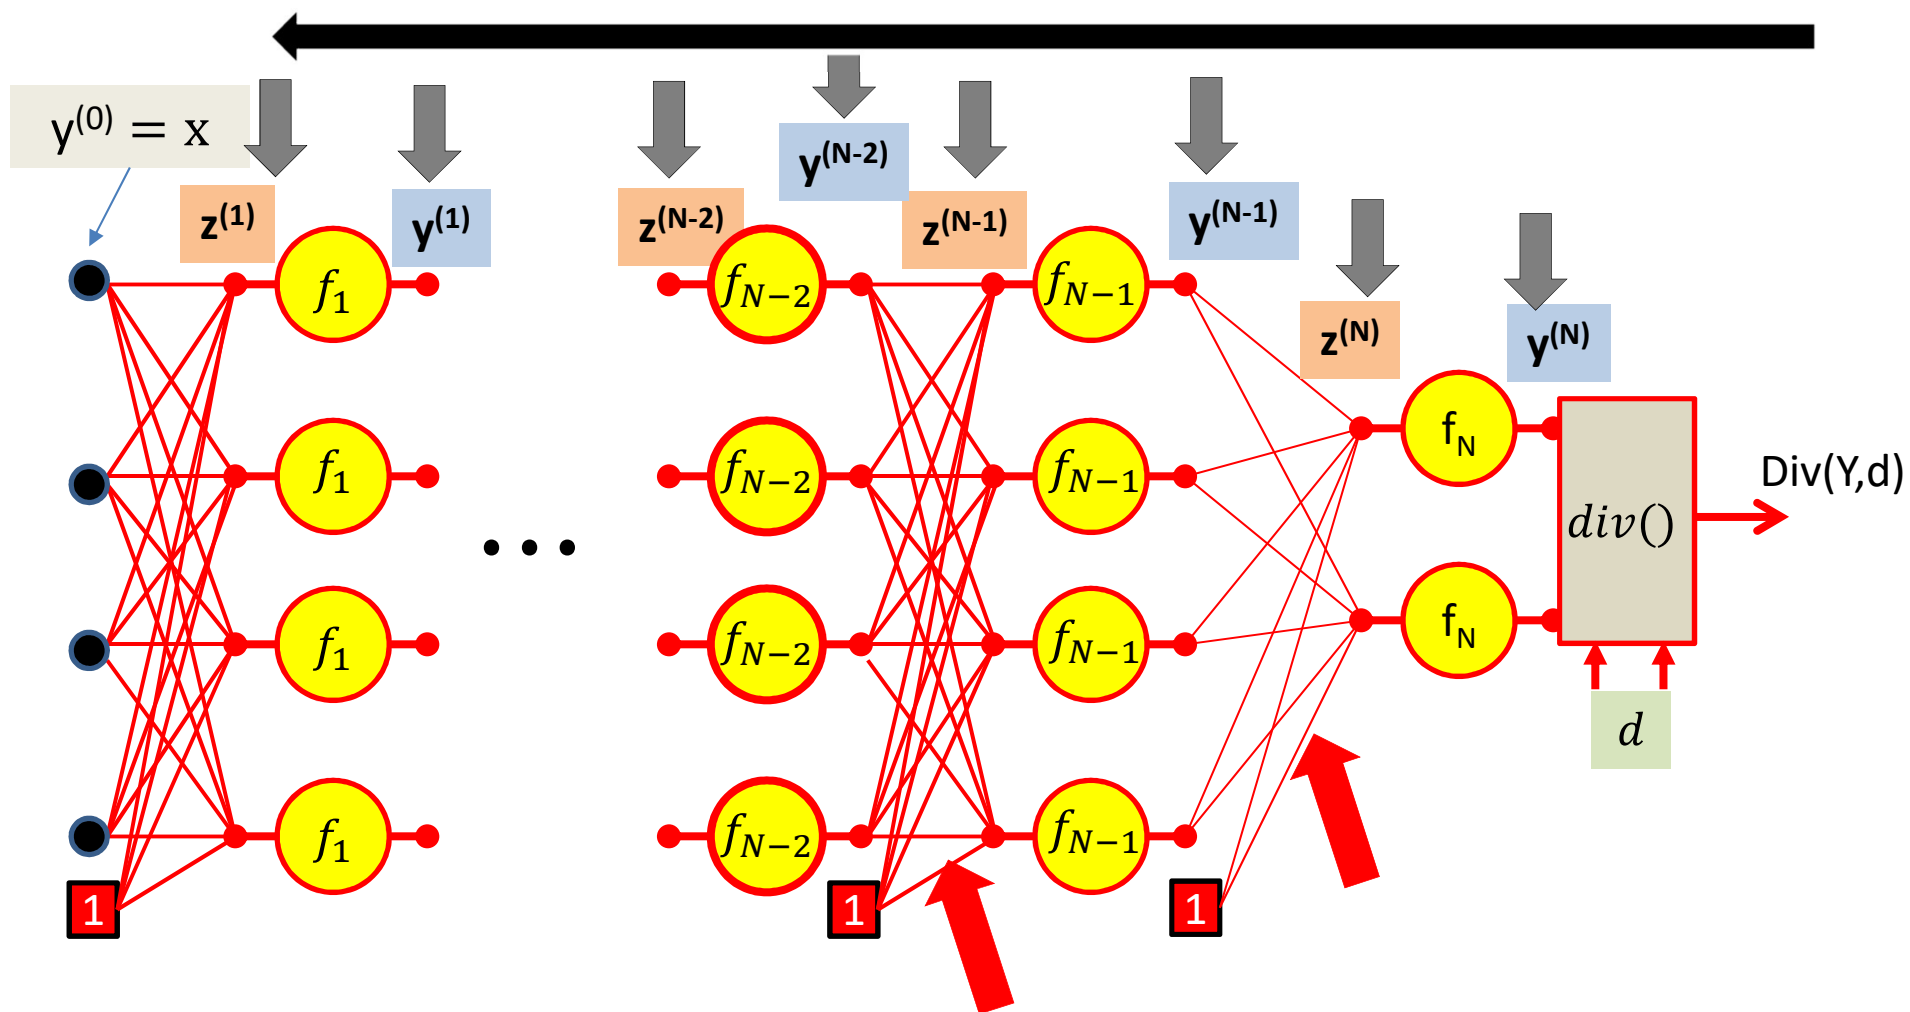 y(0) = x
z(1)
y(1)
z(N-2)
y(N-2)
z(N-1)
y(N-1)
z(N)
y(N)
f1
fN−2
fN−1
f1
fN−2
fN−1
f1
fN−2
fN−1
f1
fN−2
fN−1
fN
fN
div()
Div(Y,d)
d
1
1
1
. . .